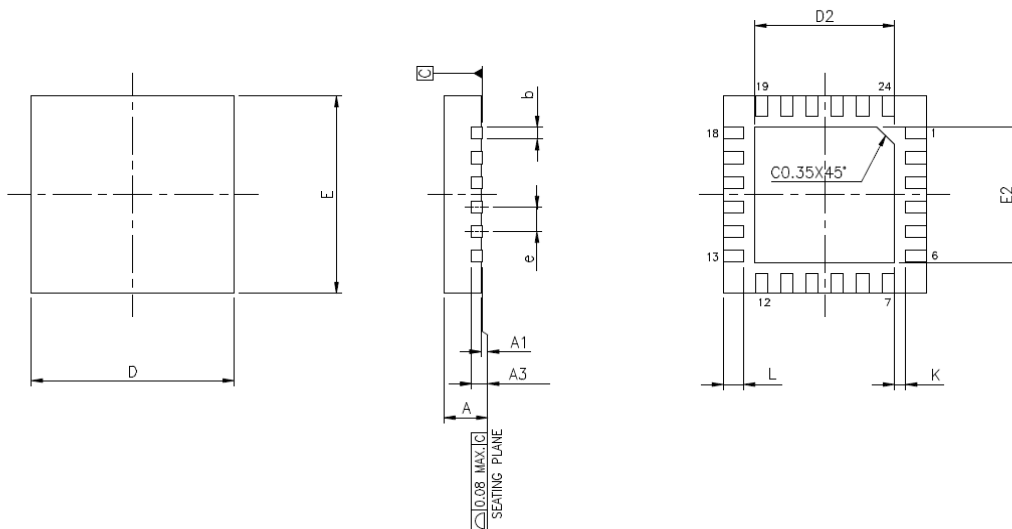 D
E
C
b
e
A1
A3
A
0.08 MAX. C
SEATING PLANE
D2
19
24
18
1
C0.35X45°
E2
13
6
12
7
L
K